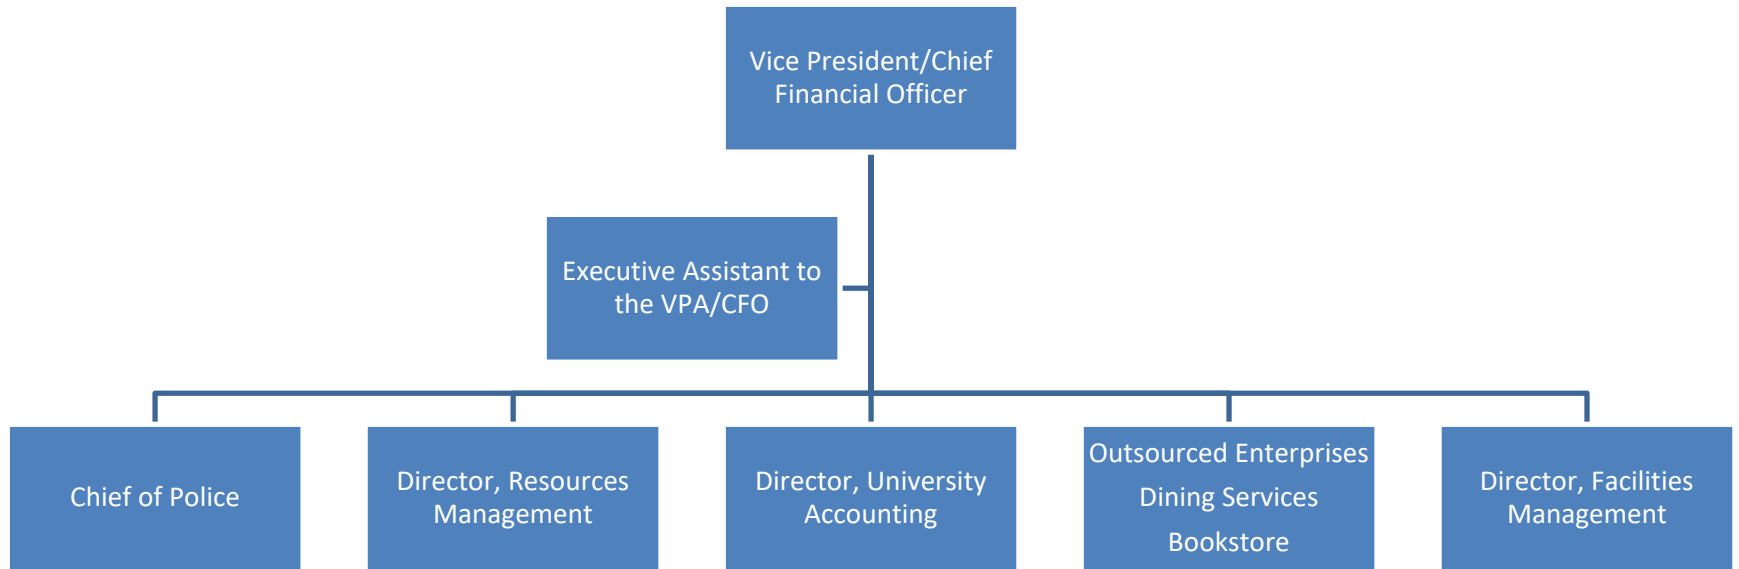 Vice President/Chief
Financial Officer
Executive Assistant to
the VPA/CFO
Chief of Police
Director, Resources
Management
Director, University
Accounting
Outsourced Enterprises
Dining Services
Bookstore
Director, Facilities
Management